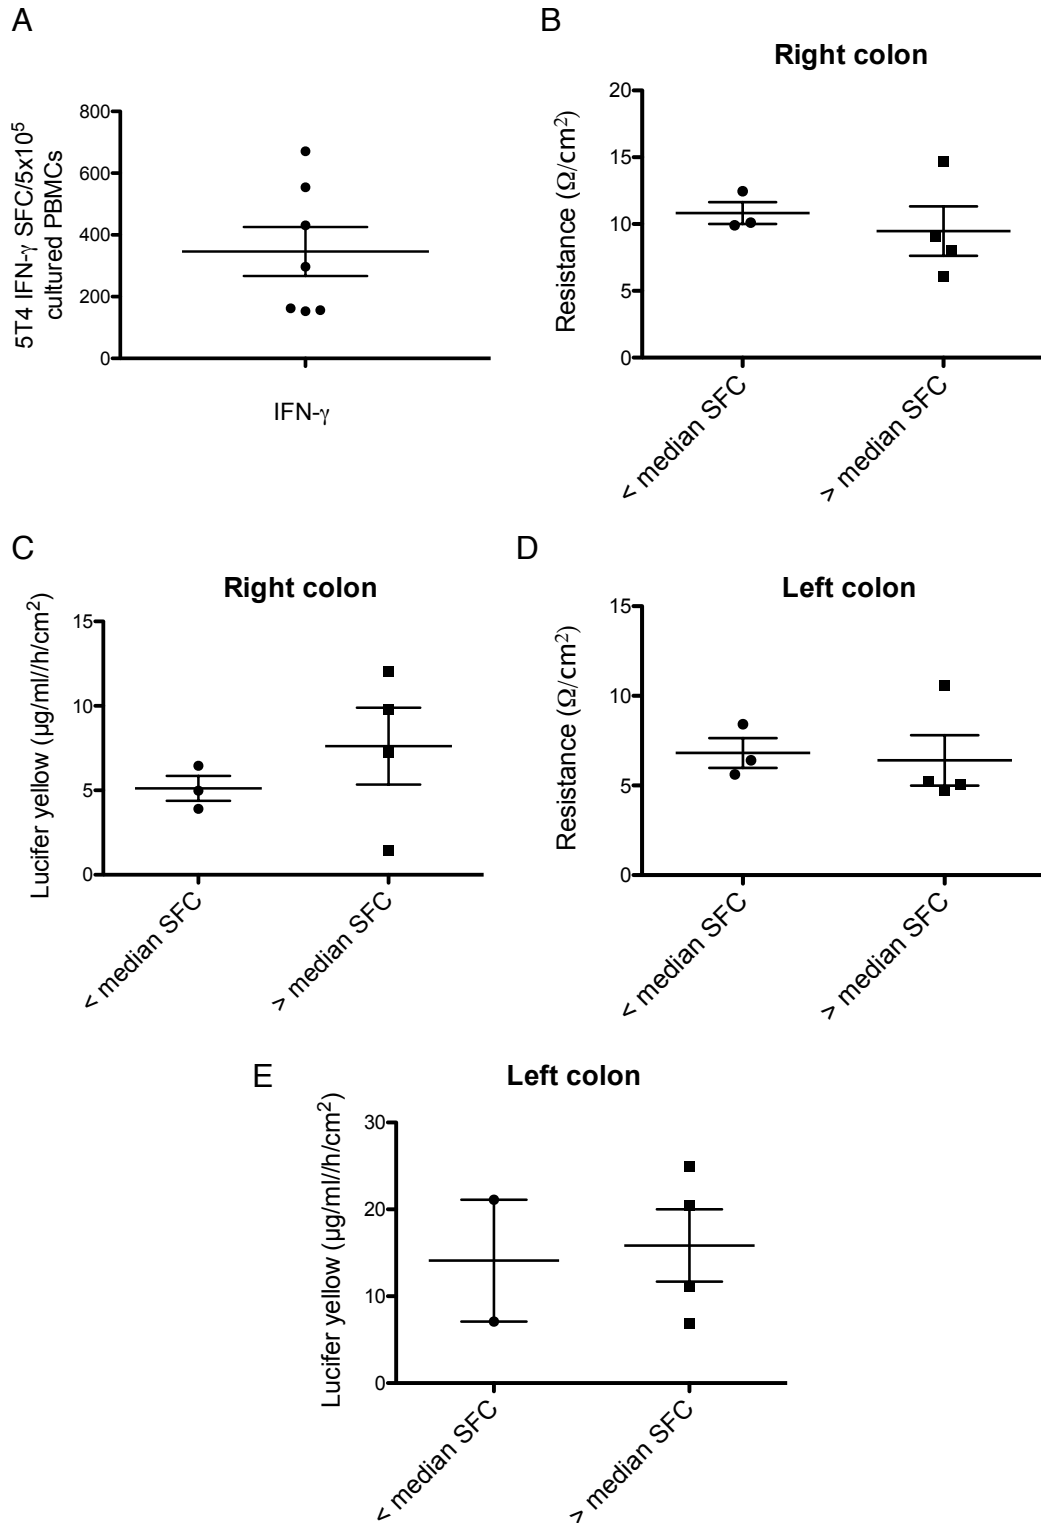 A
5T4 IFN-γ SFC/5x10⁵
cultured PBMCs
800
600
400
200
0
IFN-γ
B
Right colon
Resistance (Ω/cm²)
20
15
10
5
0
< median SFC
> median SFC
C
Right colon
Lucifer yellow (µg/ml//h/cm²)
15
10
5
0
< median SFC
> median SFC
D
Left colon
Resistance (Ω/cm²)
15
10
5
0
< median SFC
> median SFC
E
Left colon
Lucifer yellow (µg/ml//h/cm²)
30
20
10
0
< median SFC
> median SFC